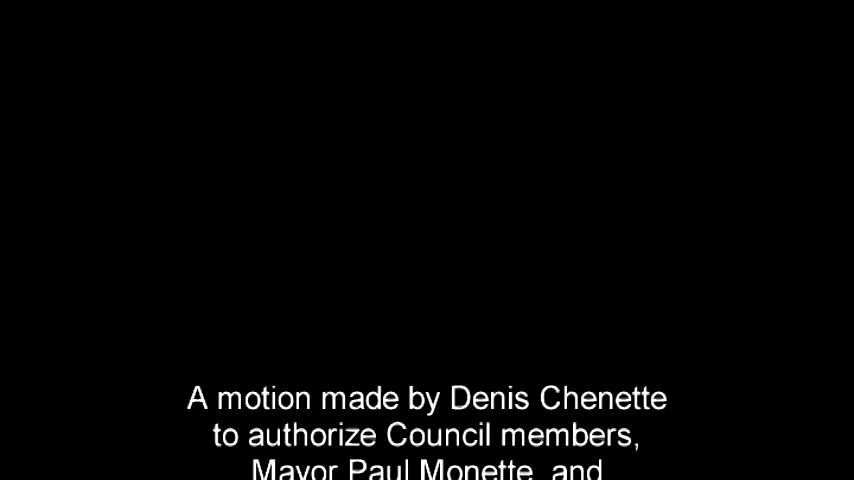 A motion made by Denis Chenette
to authorize Council members,
Mayor Paul Monette, and